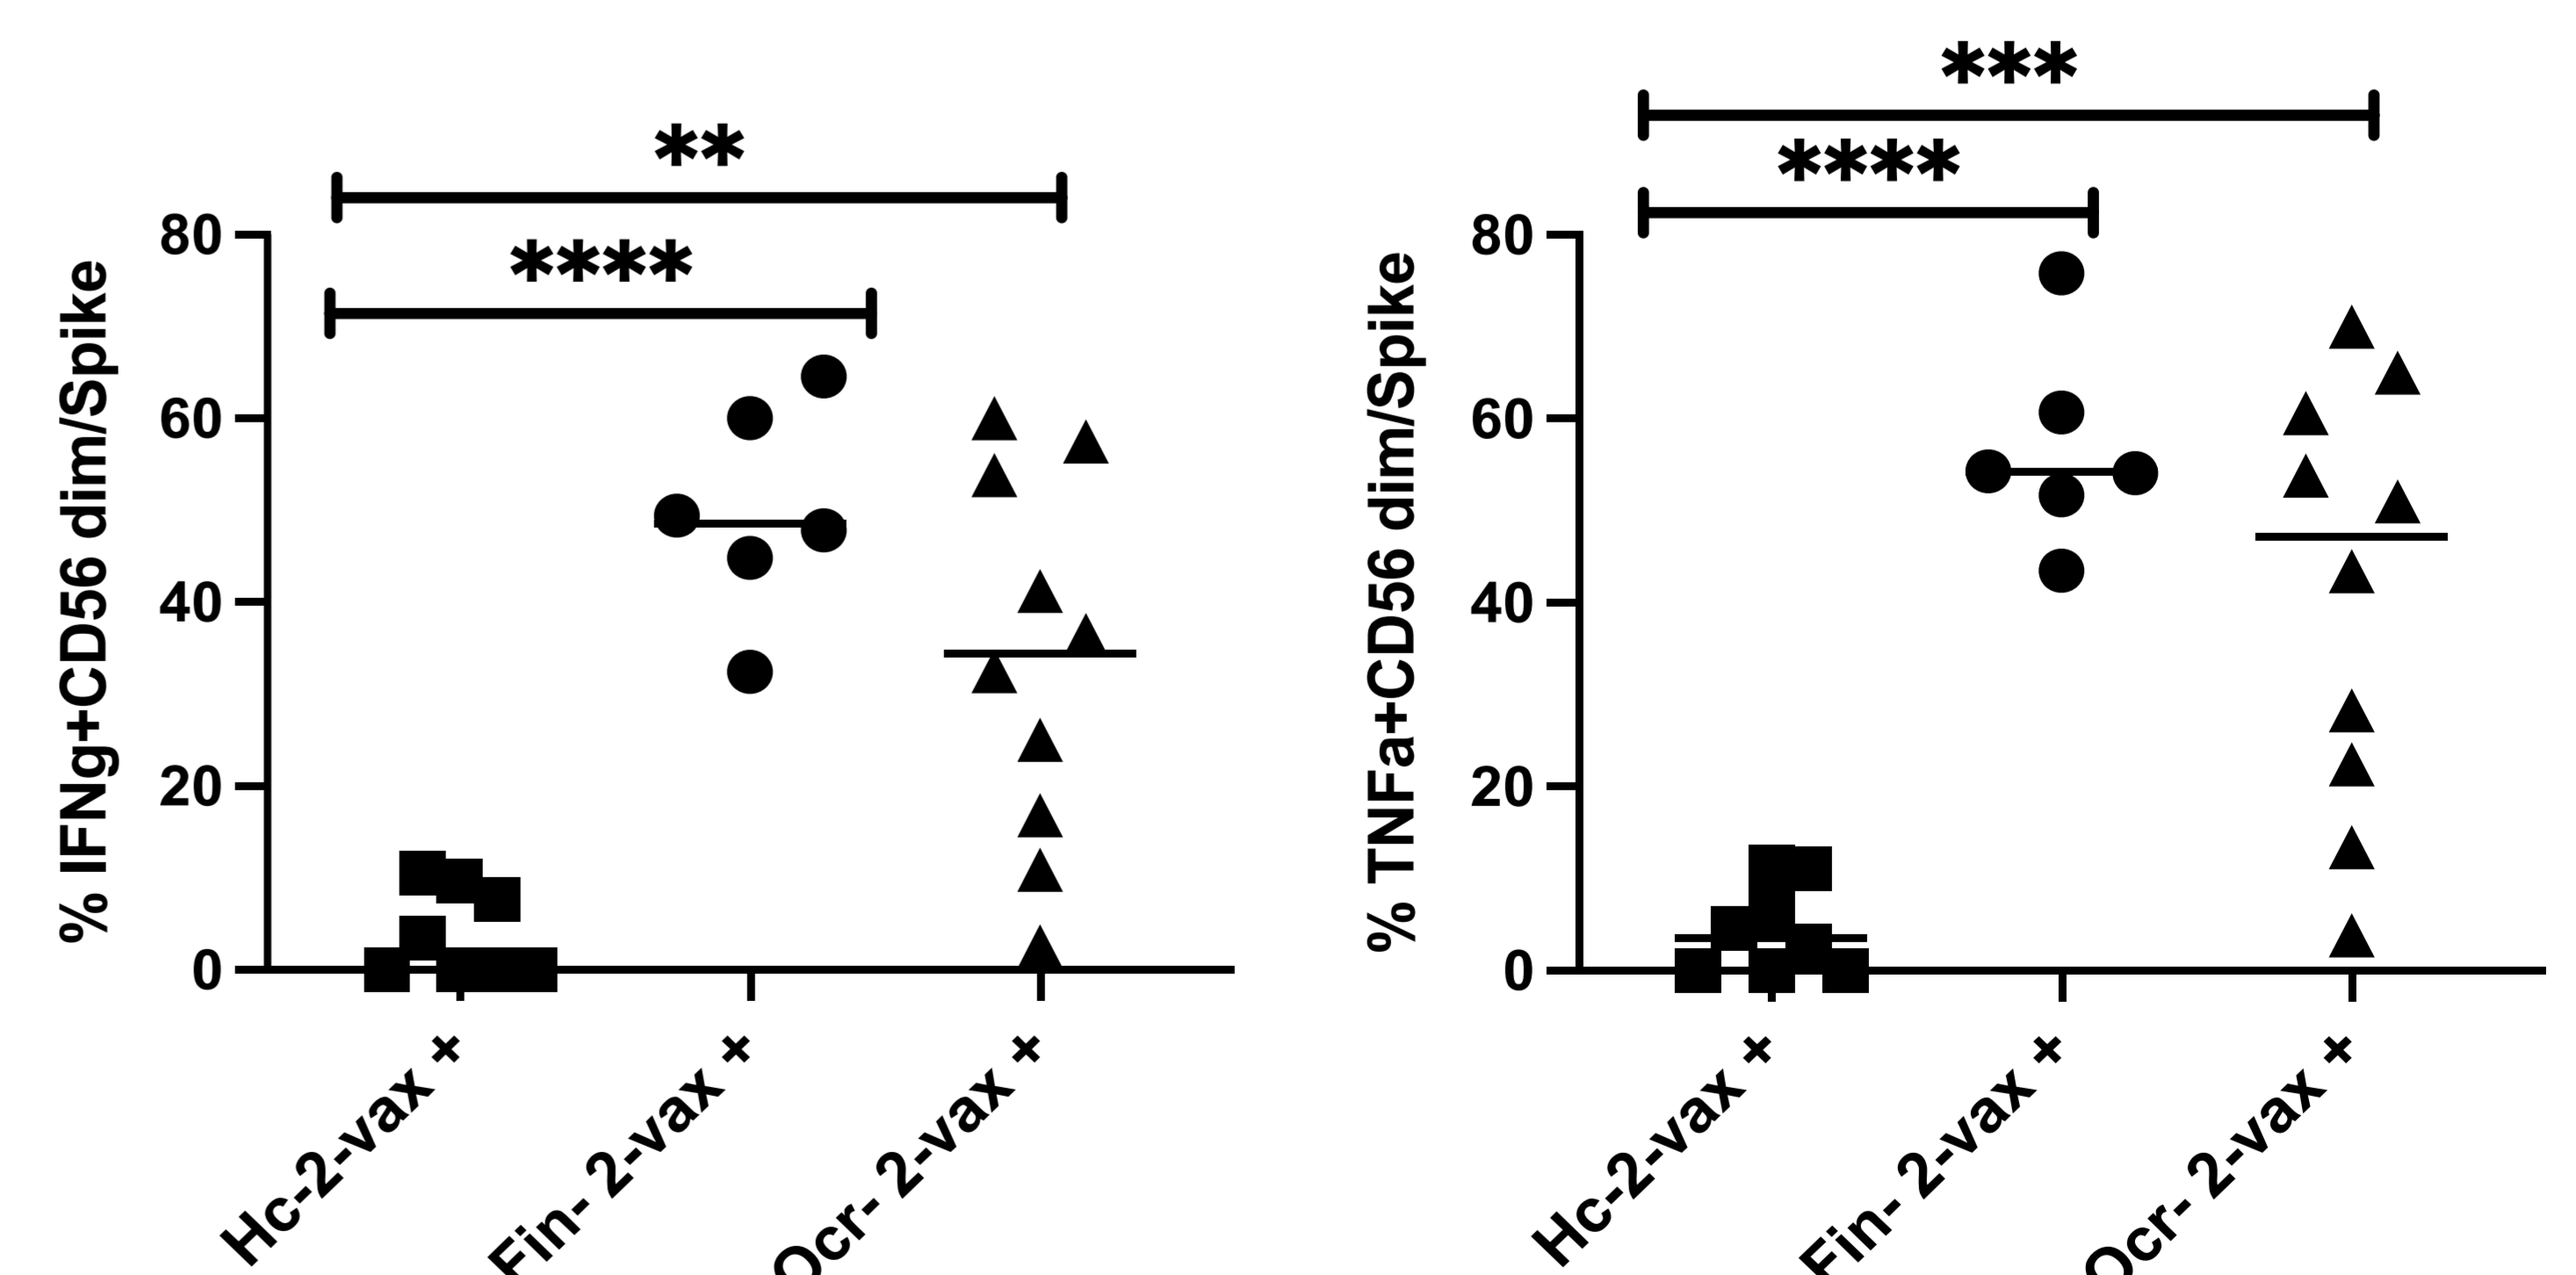 **
****
% IFNg+CD56 dim/Spike
80
60
40
20
0
Hc-2-vax +
Fin- 2-vax +
Ocr- 2-vax +
***
****
% TNFa+CD56 dim/Spike
80
60
40
20
0
Hc-2-vax +
Fin- 2-vax +
Ocr- 2-vax +